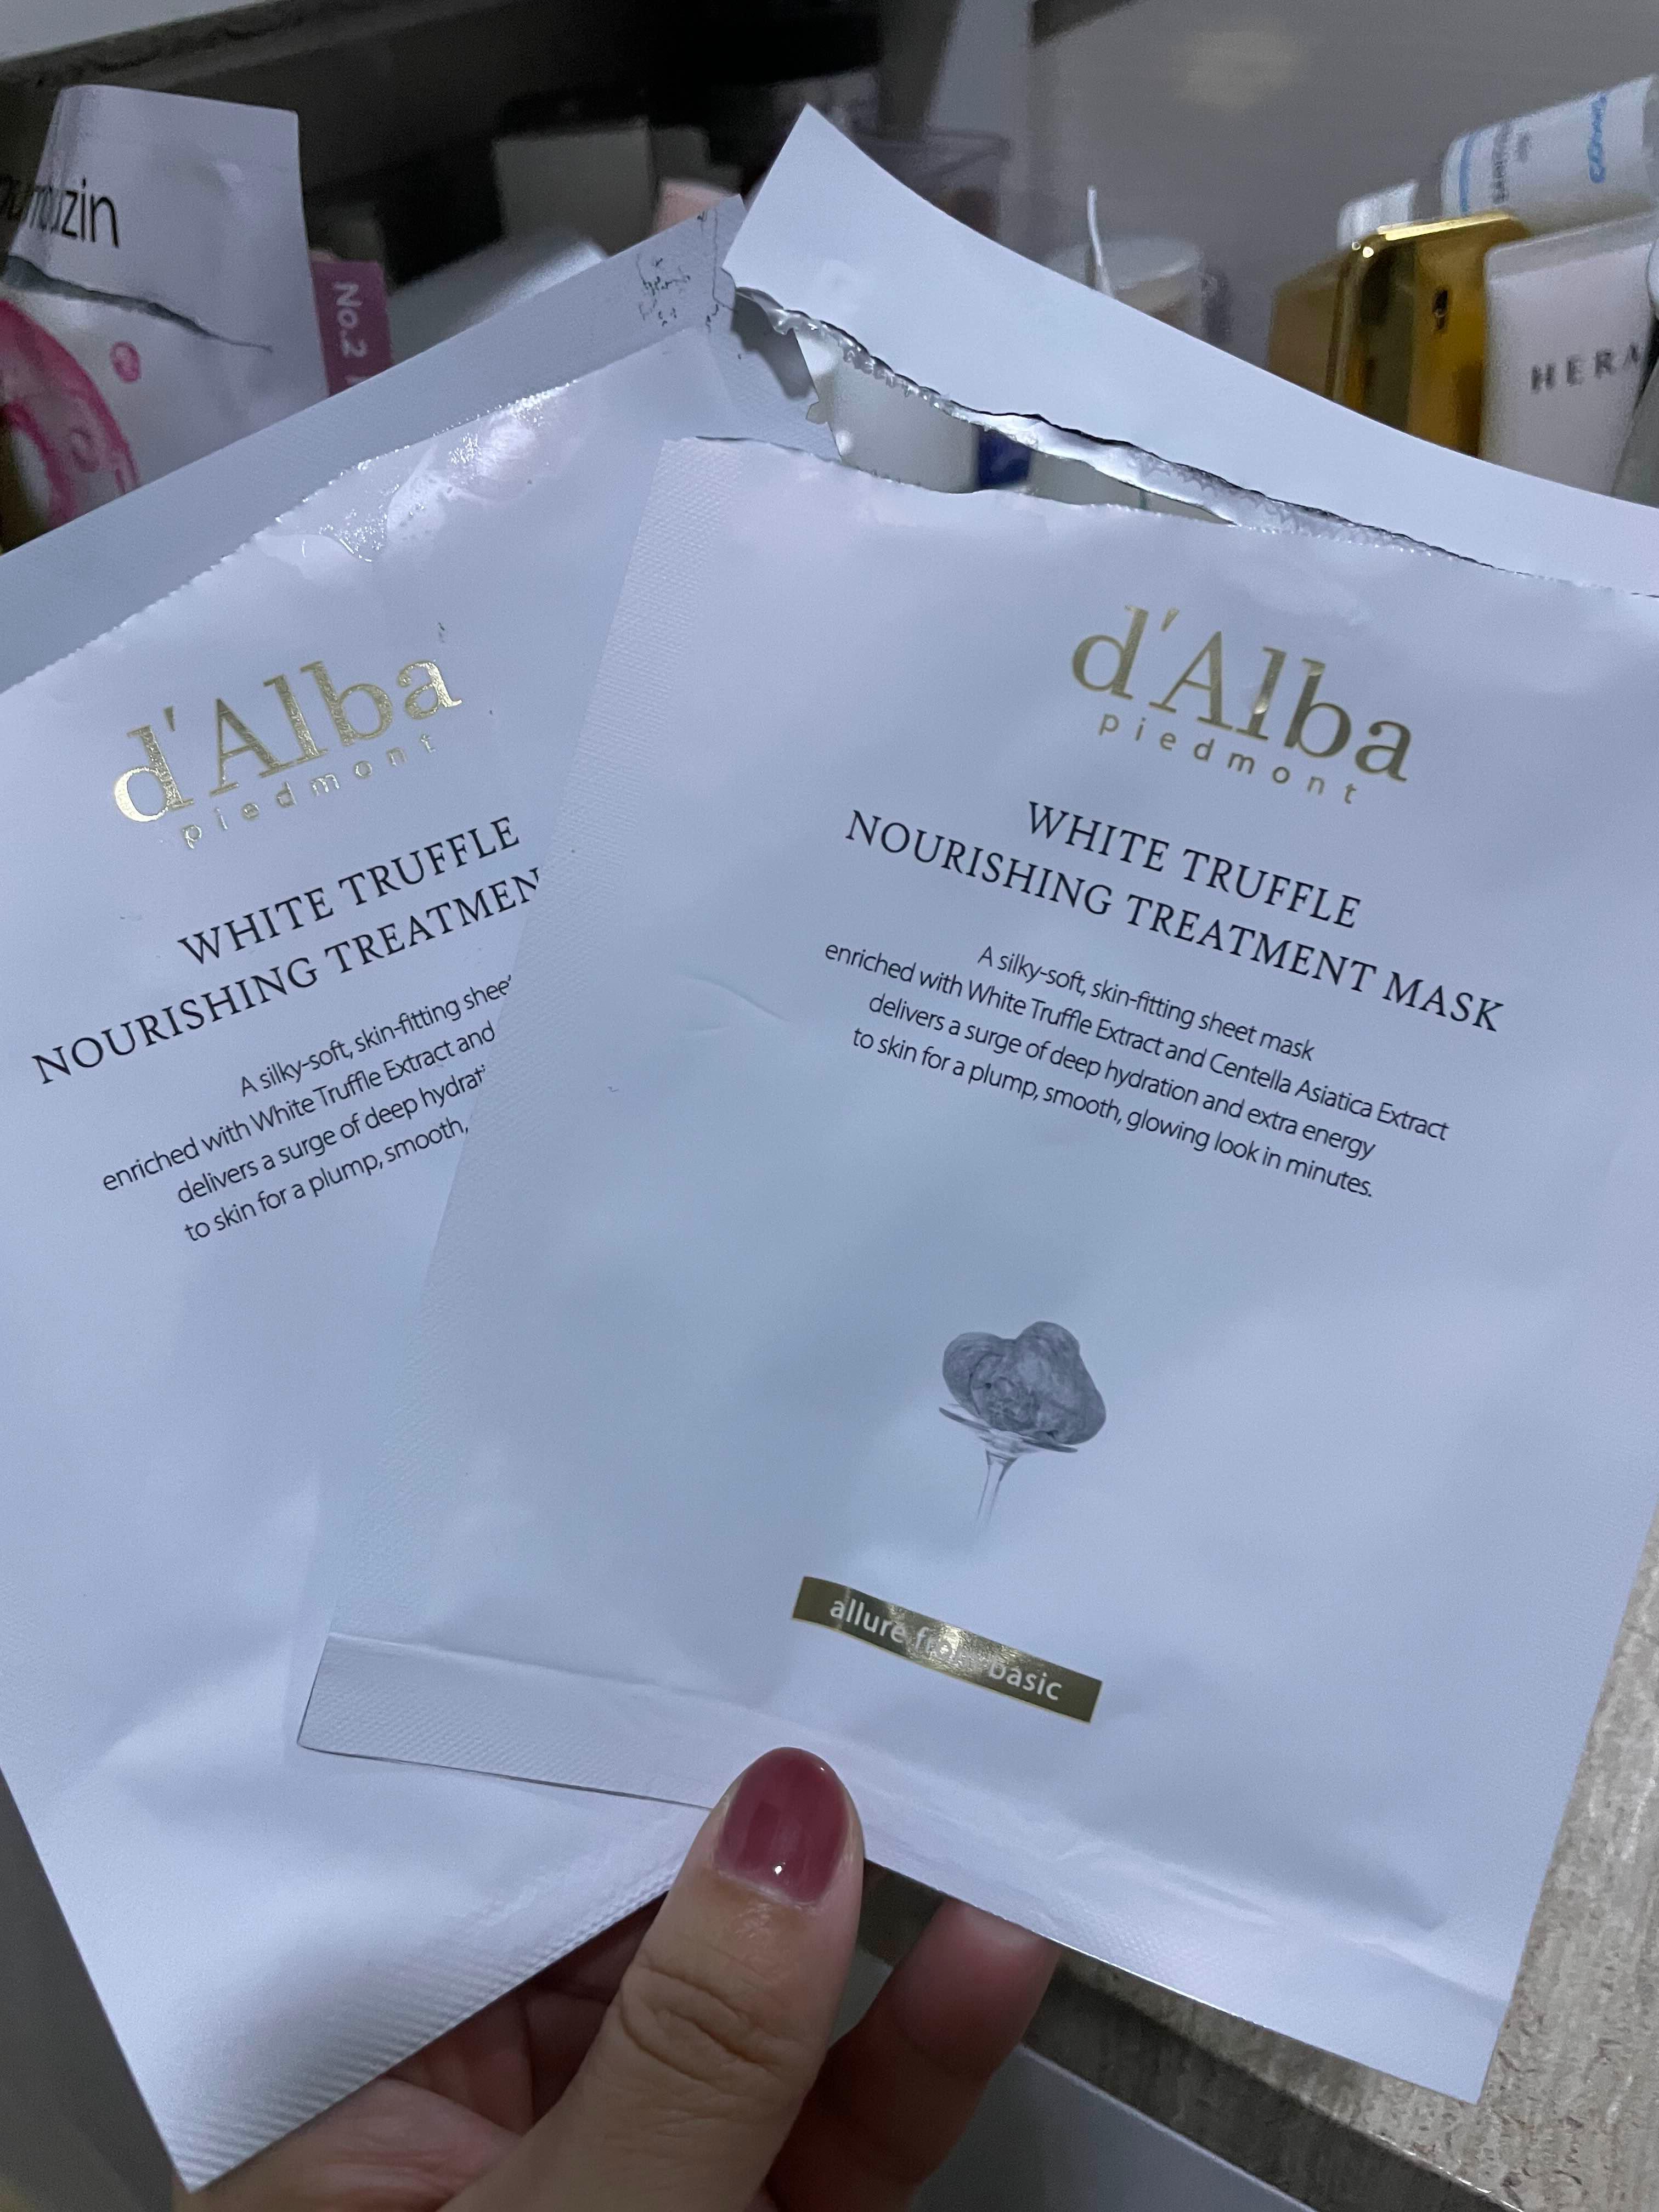 No.2
HERA
d'Alba
piedmont
WHITE TRUFFLE
NOURISHING TREATMEN
A silky-soft, skin-fitting shee
enriched with White Truffle Extract and
delivers a surge of deep hydrat
to skin for a plump, smooth,
d'Alba
piedmont
WHITE TRUFFLE
NOURISHING TREATMENT MASK
A silky-soft, skin-fitting sheet mask
enriched with White Truffle Extract and Centella Asiatica Extract
delivers a surge of deep hydration and extra energy
to skin for a plump, smooth, glowing look in minutes.
allure basic